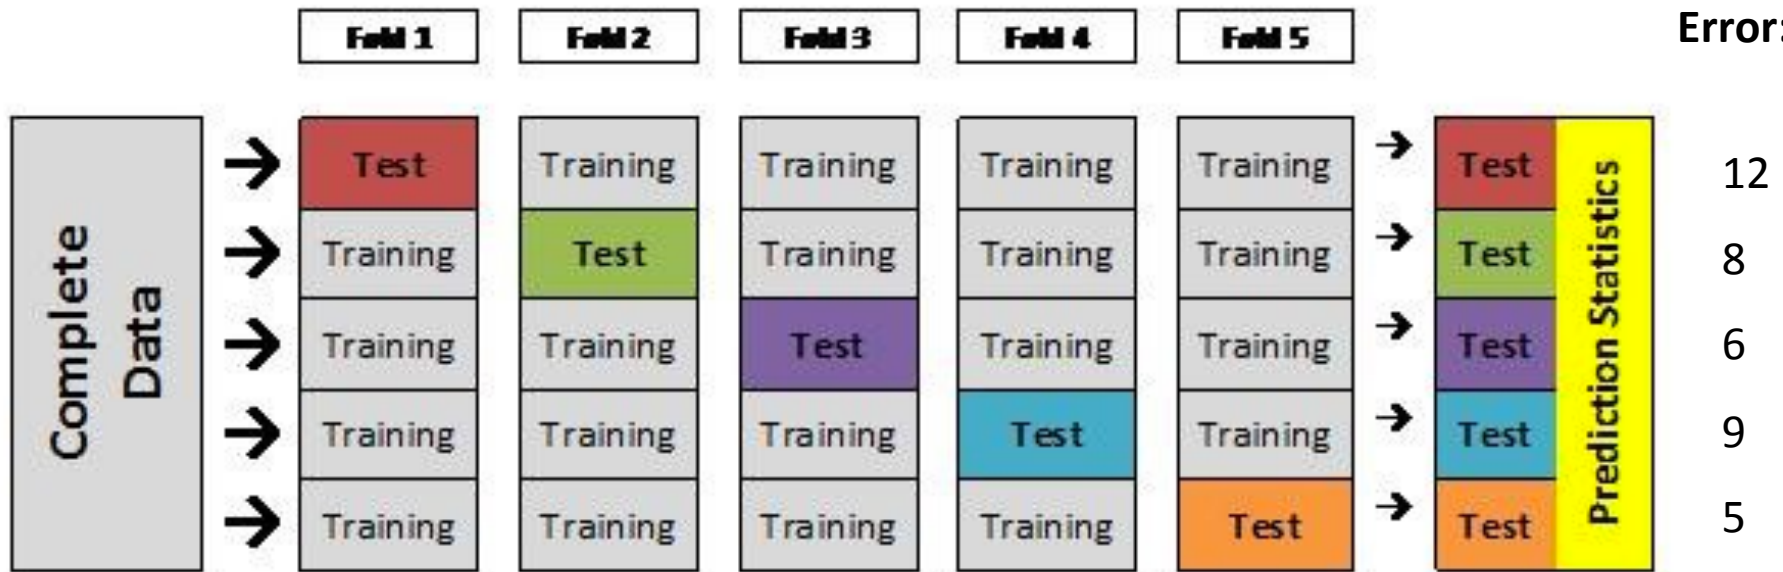 Fold 1 Fold 2 Fold 3 Fold 4 Fold 5 Error:
Complete
Data
Test Training Training Training Training Test 12
Training Test Training Training Training Test 8
Training Training Test Training Training Test 6
Training Training Training Test Training Test 9
Training Training Training Training Test Test 5
Prediction Statistics